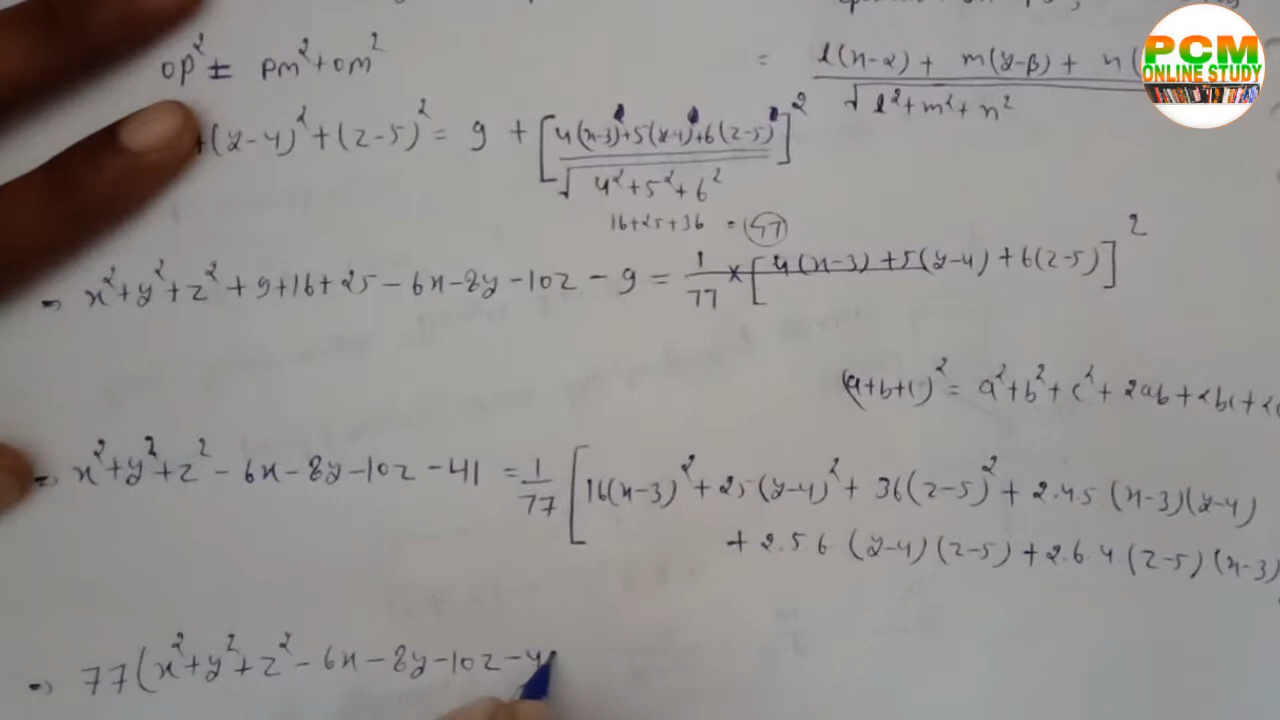 OP² = PM² + OM²
= l(x-α) + m(y-β) + n(
√l²+m²+n²
PCM
ONLINE STUDY
+(y-4)² + (z-5)² = 9 + [4(x-3)+5(y-4)+6(z-5)]²
√4²+5²+6²
16+25+36 = 77
⇒ x²+y²+z²+9+16+25-6x-8y-10z-9 = 1/77 × [4(x-3)+5(y-4)+6(z-5)]²
(a+b+c)² = a²+b²+c²+2ab+2bc+2
⇒ x²+y²+z²-6x-8y-10z-41 = 1/77 [16(x-3)²+25(y-4)²+36(z-5)²+2.4.5(x-3)(y-4)
+2.5.6(y-4)(z-5)+2.6.4.(z-5)(x-3)
⇒ 77(x²+y²+z²-6x-8y-10z-4